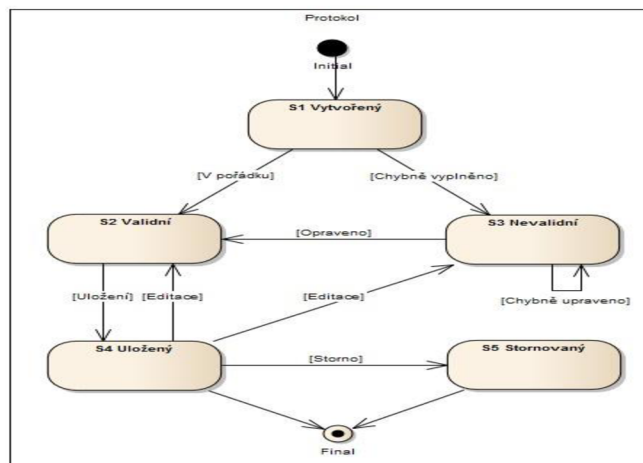 Protokol
Initial
S1 Vytvořený
[V pořádku]
[Chybně vyplněno]
S2 Validní
S3 Nevalidní
[Opraveno]
[Uložení]
[Editace]
[Editace]
[Chybně upraveno]
S4 Uložený
S5 Stornovaný
[Storno]
Final